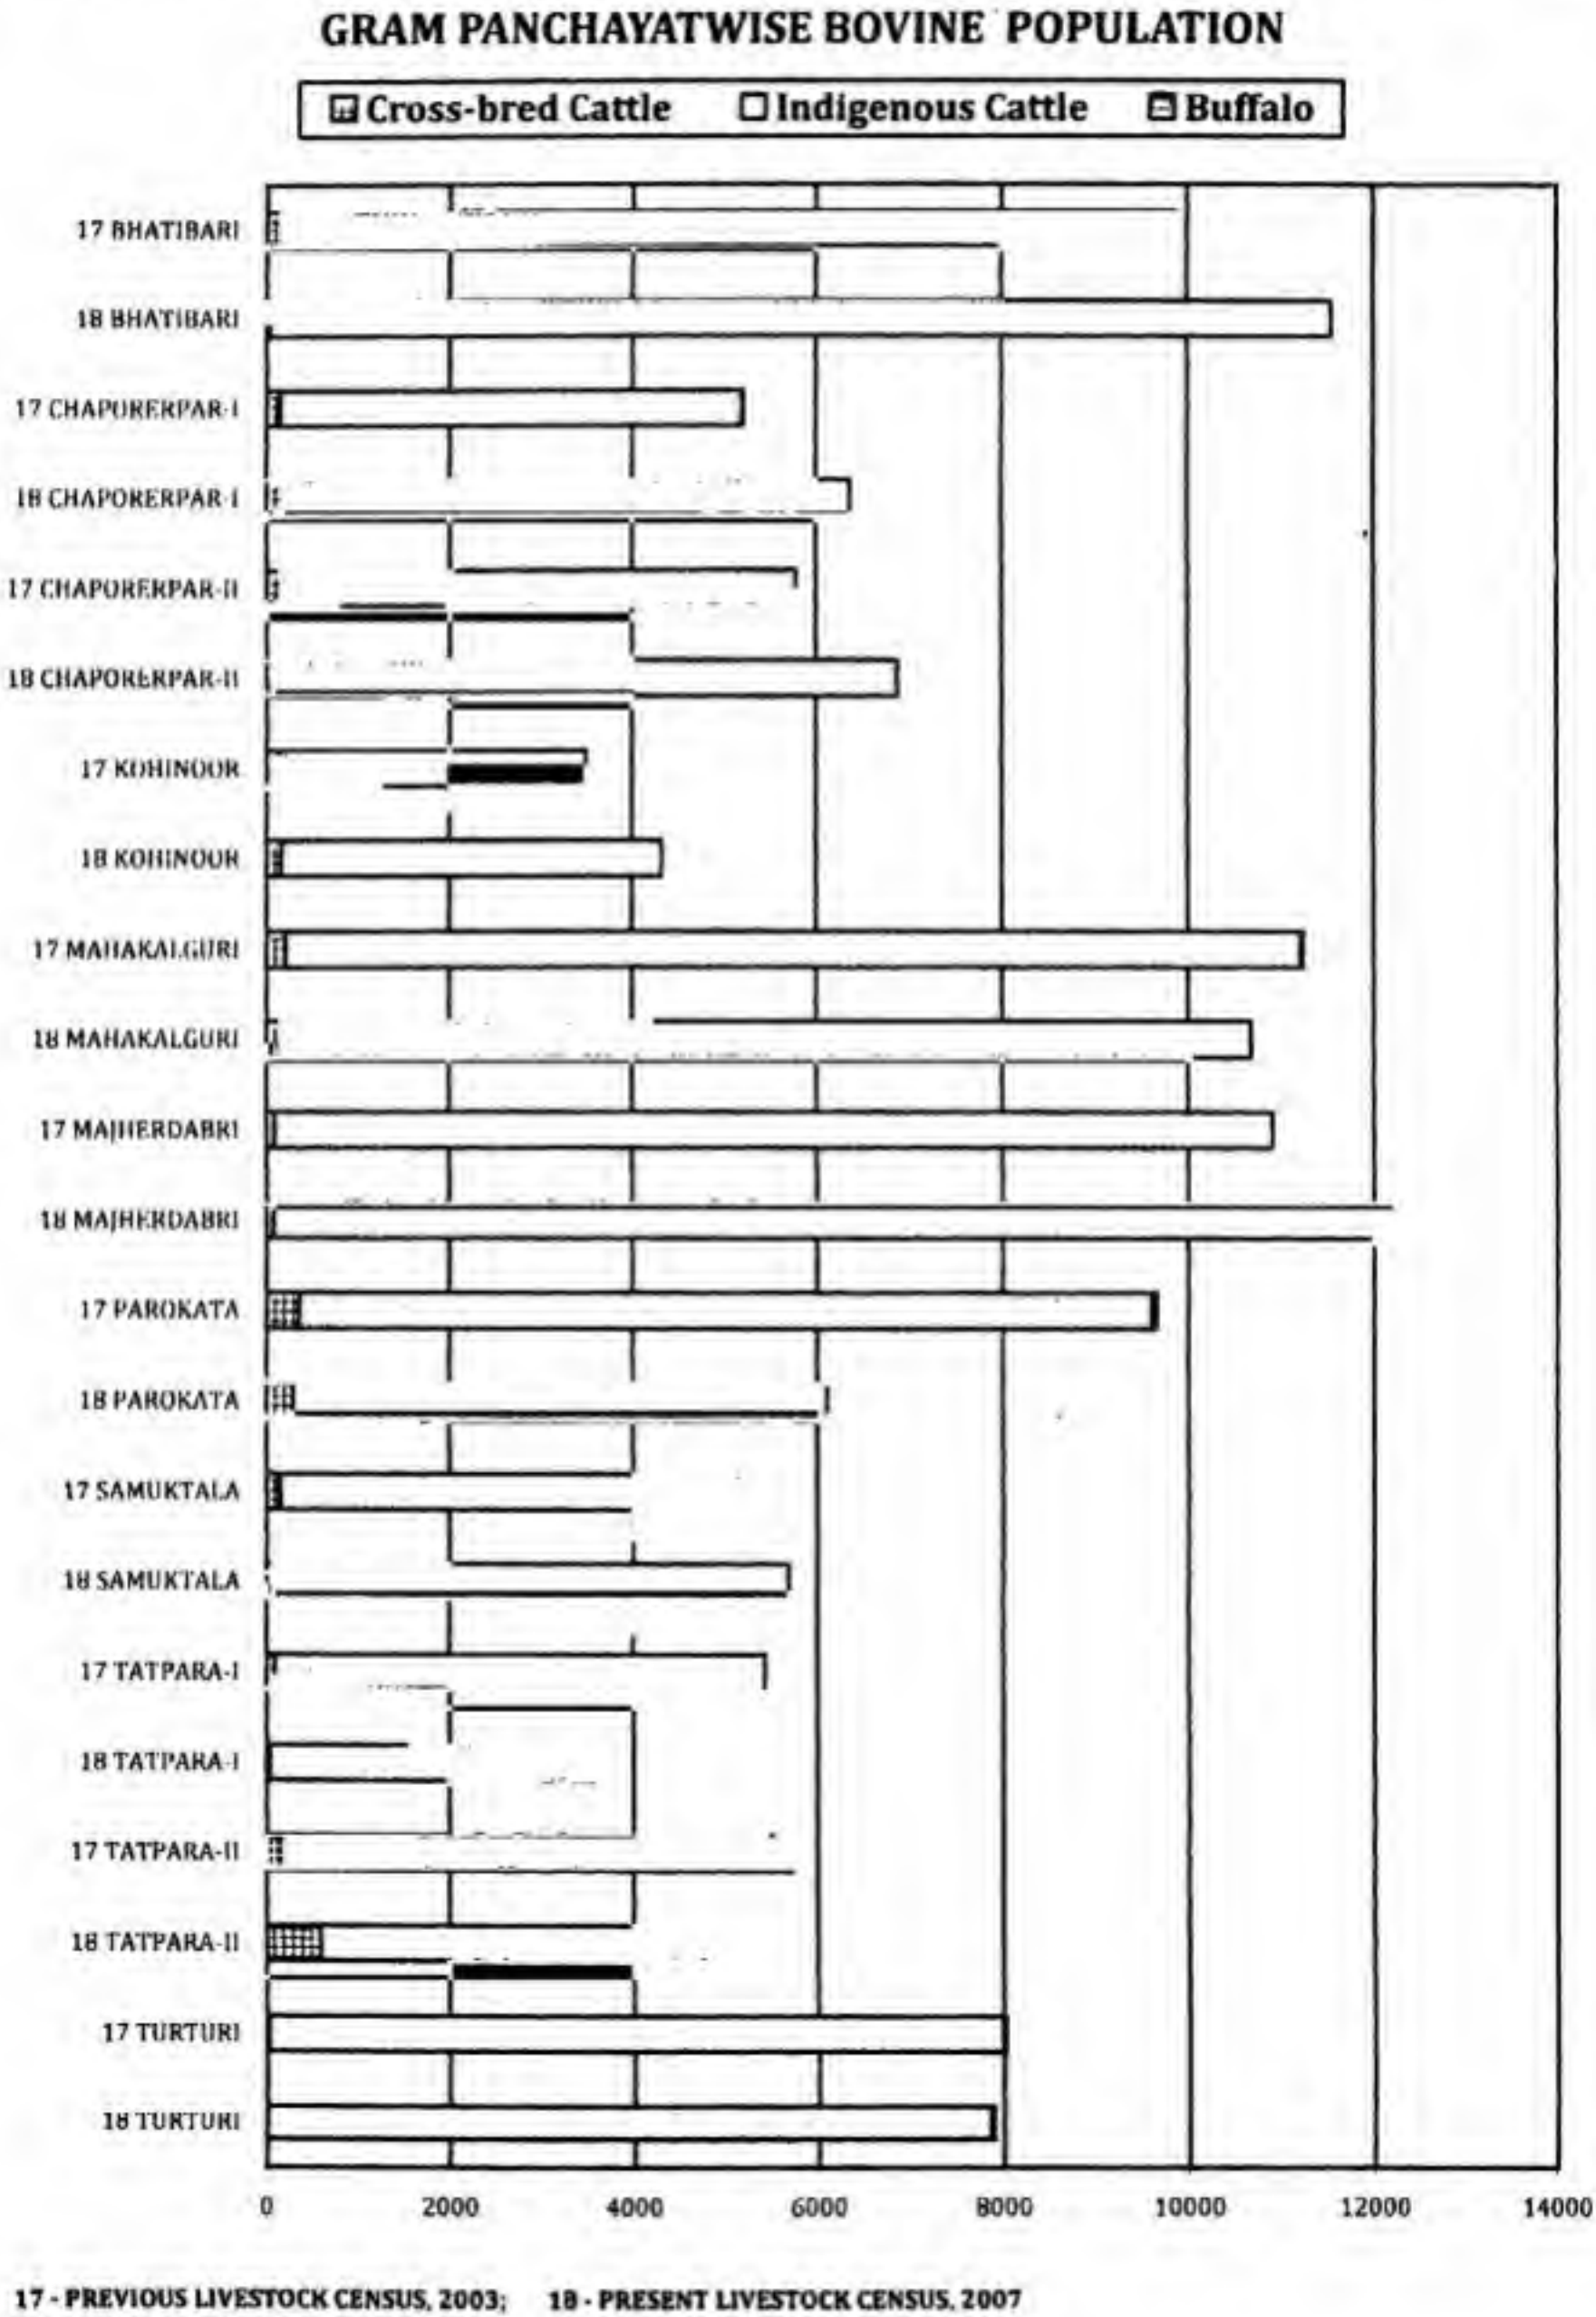 GRAM PANCHAYATWISE BOVINE POPULATION
Cross-bred Cattle Indigenous Cattle Buffalo
17 BHATIBARI
18 BHATIBARI
17 CHAPORERPAR-I
18 CHAPORERPAR-I
17 CHAPORERPAR-II
18 CHAPORERPAR-II
17 KOHINOOR
18 KOHINOOR
17 MAHAKALGURI
18 MAHAKALGURI
17 MAJHERDABRI
18 MAJHERDABRI
17 PAROKATA
18 PAROKATA
17 SAMUKTALA
18 SAMUKTALA
17 TATPARA-I
18 TATPARA-I
17 TATPARA-II
18 TATPARA-II
17 TURTURI
18 TURTURI
0 2000 4000 6000 8000 10000 12000 14000
17 - PREVIOUS LIVESTOCK CENSUS, 2003; 18 - PRESENT LIVESTOCK CENSUS, 2007